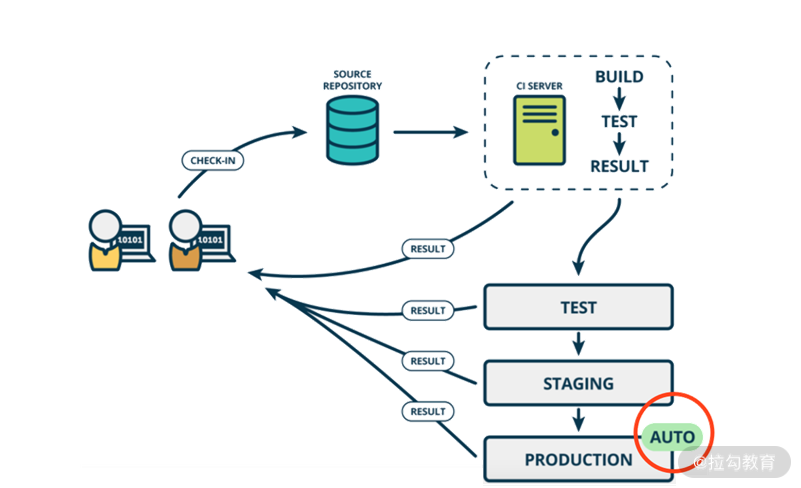 SOURCE
REPOSITORY
CI SERVER
BUILD
TEST
RESULT
CHECK-IN
10101
10101
RESULT
RESULT
TEST
RESULT
STAGING
RESULT
AUTO
PRODUCTION
@拉勾教育